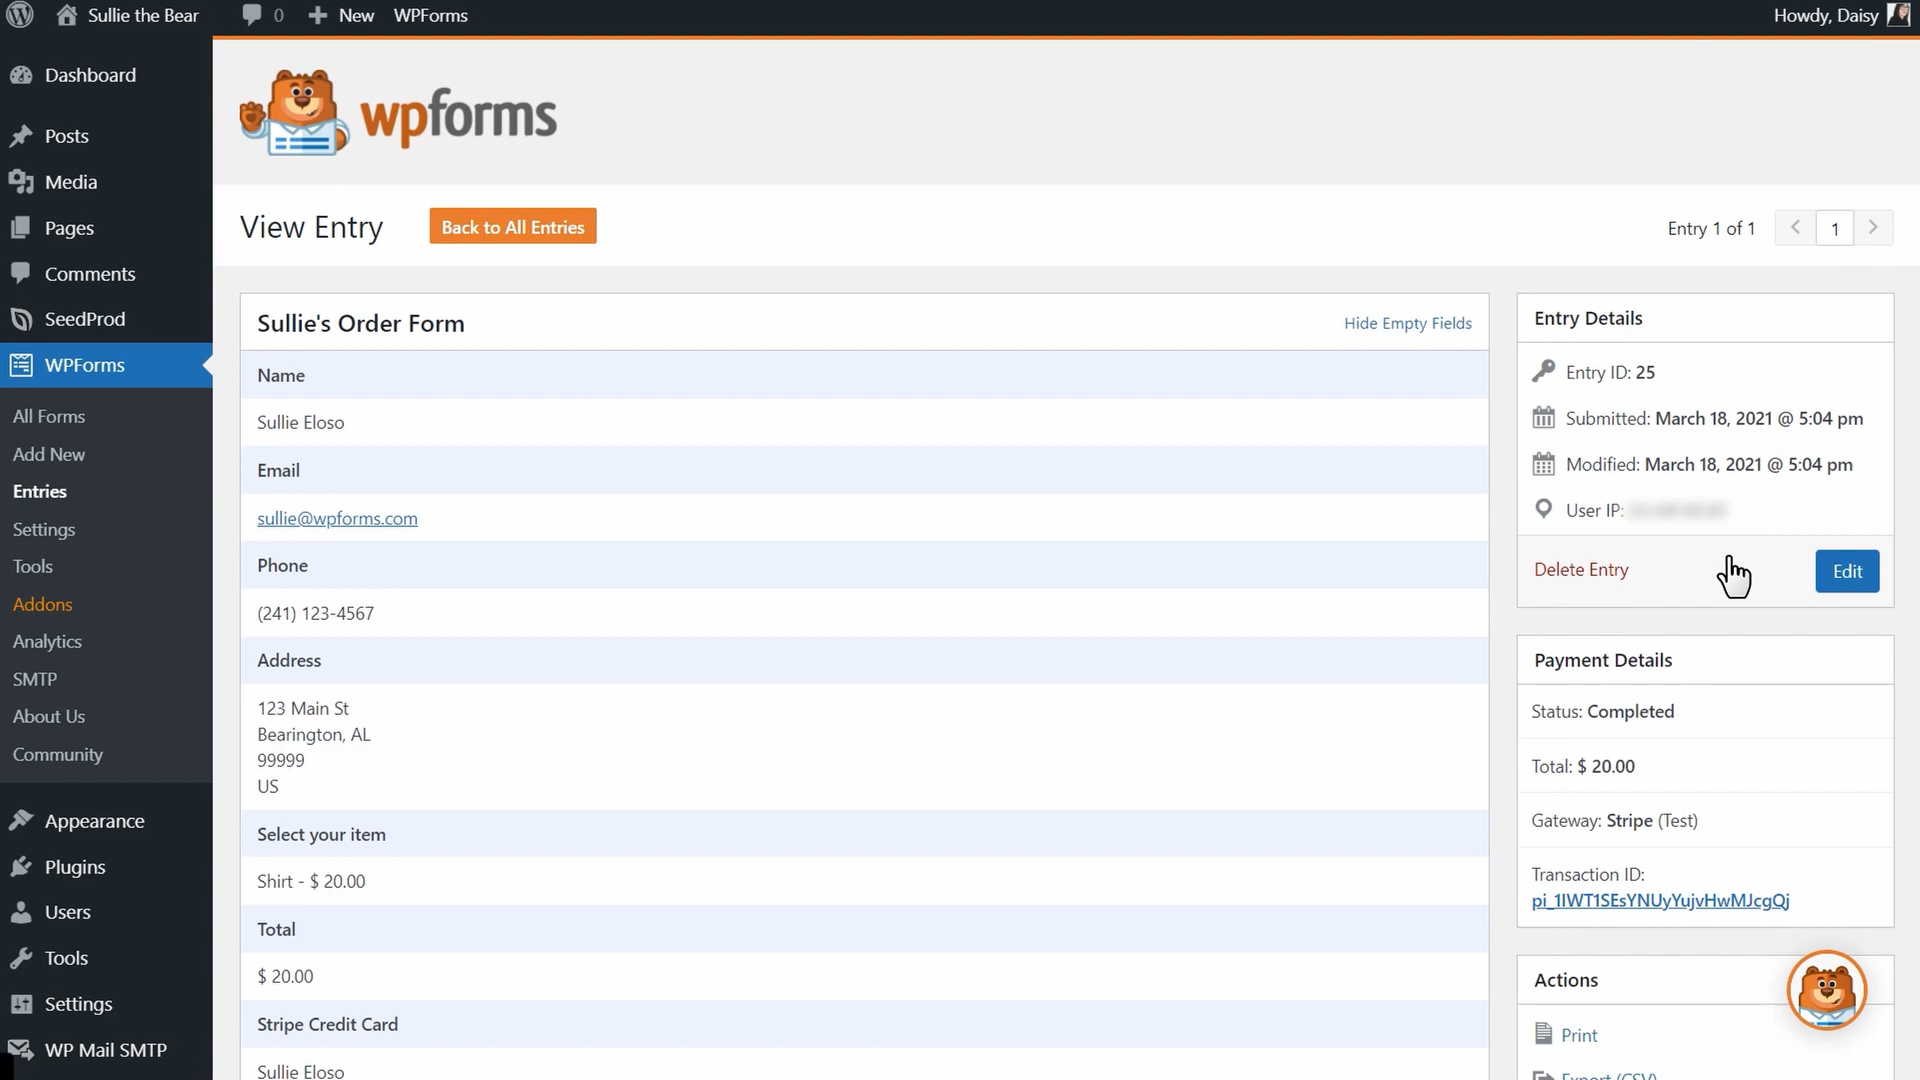 Sullie the Bear
0
New
WPForms
Howdy, Daisy
Dashboard
Posts
Media
Pages
Comments
SeedProd
WPForms
All Forms
Add New
Entries
Settings
Tools
Addons
Analytics
SMTP
About Us
Community
Appearance
Plugins
Users
Tools
Settings
WP Mail SMTP
wpforms
View Entry
Back to All Entries
Entry 1 of 1
1
Sullie's Order Form
Hide Empty Fields
Name
Sullie Eloso
Email
sullie@wpforms.com
Phone
(241) 123-4567
Address
123 Main St
Bearington, AL
99999
US
Select your item
Shirt - $ 20.00
Total
$ 20.00
Stripe Credit Card
Sullie Eloso
Entry Details
Entry ID: 25
Submitted: March 18, 2021 @ 5:04 pm
Modified: March 18, 2021 @ 5:04 pm
User IP:
Delete Entry
Edit
Payment Details
Status: Completed
Total: $ 20.00
Gateway: Stripe (Test)
Transaction ID:
pi_1IWT1SEsYNUyYujvHwMJcgQj
Actions
Print
Export (CSV)